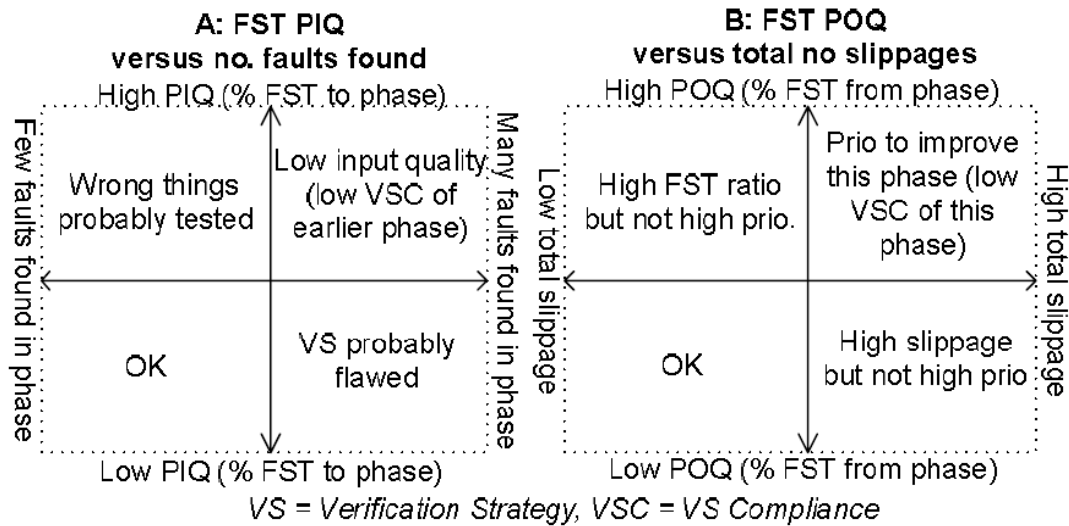 A: FST PIQ
versus no. faults found
High PIQ (% FST to phase)
Few faults found in phase
Many faults found in phase
Wrong things
probably tested
Low input quality
(low VSC of
earlier phase)
OK
VS probably
flawed
Low PIQ (% FST to phase)
B: FST POQ
versus total no slippages
High POQ (% FST from phase)
Low total slippage
High total slippage
High FST ratio
but not high prio.
Prio to improve
this phase (low
VSC of this
phase)
OK
High slippage
but not high prio
Low POQ (% FST from phase)
VS = Verification Strategy, VSC = VS Compliance